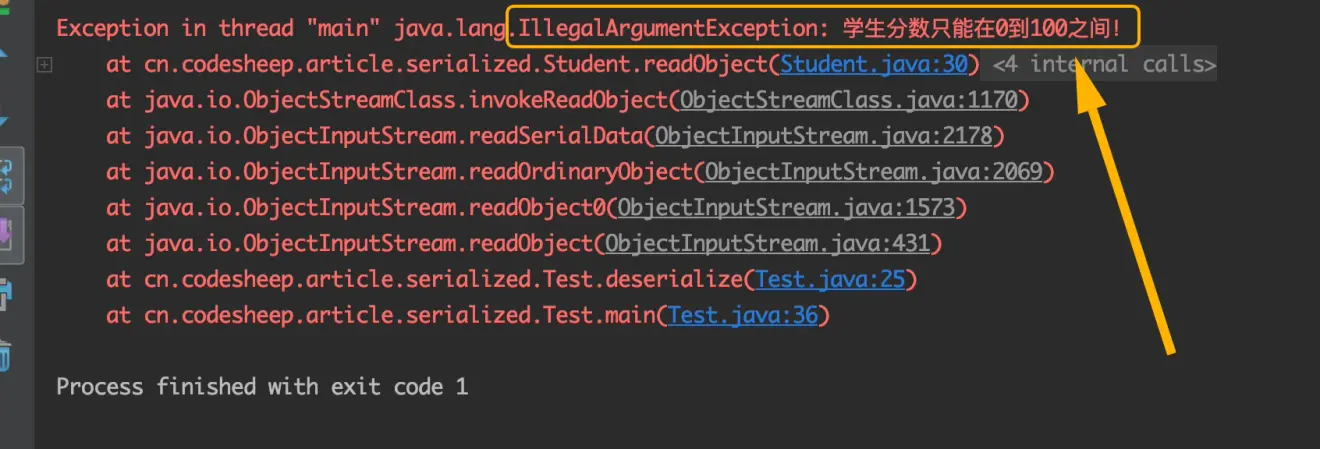 Exception in thread "main" java.lang.IllegalArgumentException: 学生分数只能在0到100之间!
at cn.codesheep.article.serialized.Student.readObject(Student.java:30) <4 internal calls>
at java.io.ObjectStreamClass.invokeReadObject(ObjectStreamClass.java:1170)
at java.io.ObjectInputStream.readSerialData(ObjectInputStream.java:2178)
at java.io.ObjectInputStream.readOrdinaryObject(ObjectInputStream.java:2069)
at java.io.ObjectInputStream.readObject0(ObjectInputStream.java:1573)
at java.io.ObjectInputStream.readObject(ObjectInputStream.java:431)
at cn.codesheep.article.serialized.Test.deserialize(Test.java:25)
at cn.codesheep.article.serialized.Test.main(Test.java:36)
Process finished with exit code 1